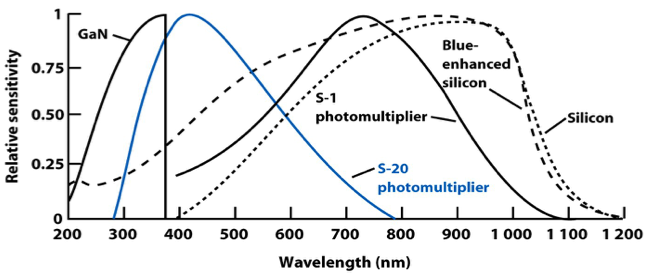 Relative sensitivity
1
0.75
0.50
0.25
0
GaN
Blue-
enhanced
silicon
S-1
photomultiplier
Silicon
S-20
photomultiplier
200 300 400 500 600 700 800 900 1 000 1 100 1 200
Wavelength (nm)